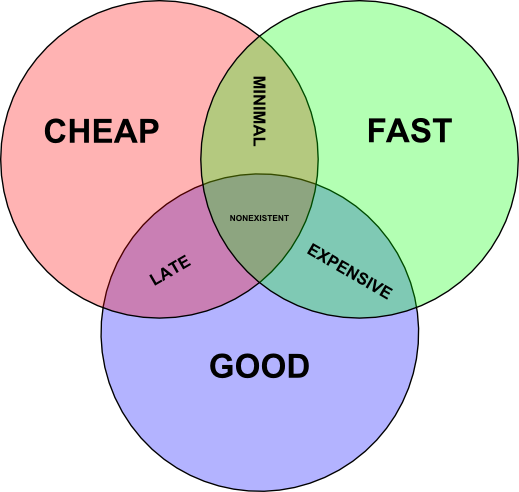 CHEAP
MINIMAL
FAST
NONEXISTENT
LATE
EXPENSIVE
GOOD